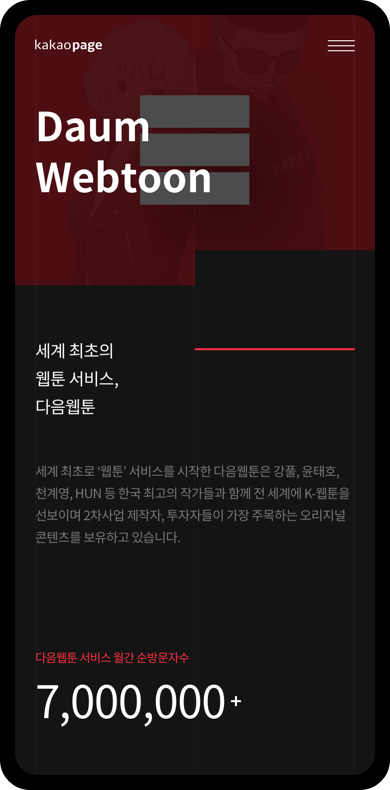 kakaopage
Daum
Webtoon
세계 최초의
웹툰 서비스,
다음웹툰
세계 최초로 ‘웹툰’ 서비스를 시작한 다음웹툰은 강풀, 윤태호,
천계영, HUN 등 한국 최고의 작가들과 함께 전 세계에 K-웹툰을
선보이며 2차사업 제작자, 투자자들이 가장 주목하는 오리지널
콘텐츠를 보유하고 있습니다.
다음웹툰 서비스 월간 순방문자수
7,000,000+